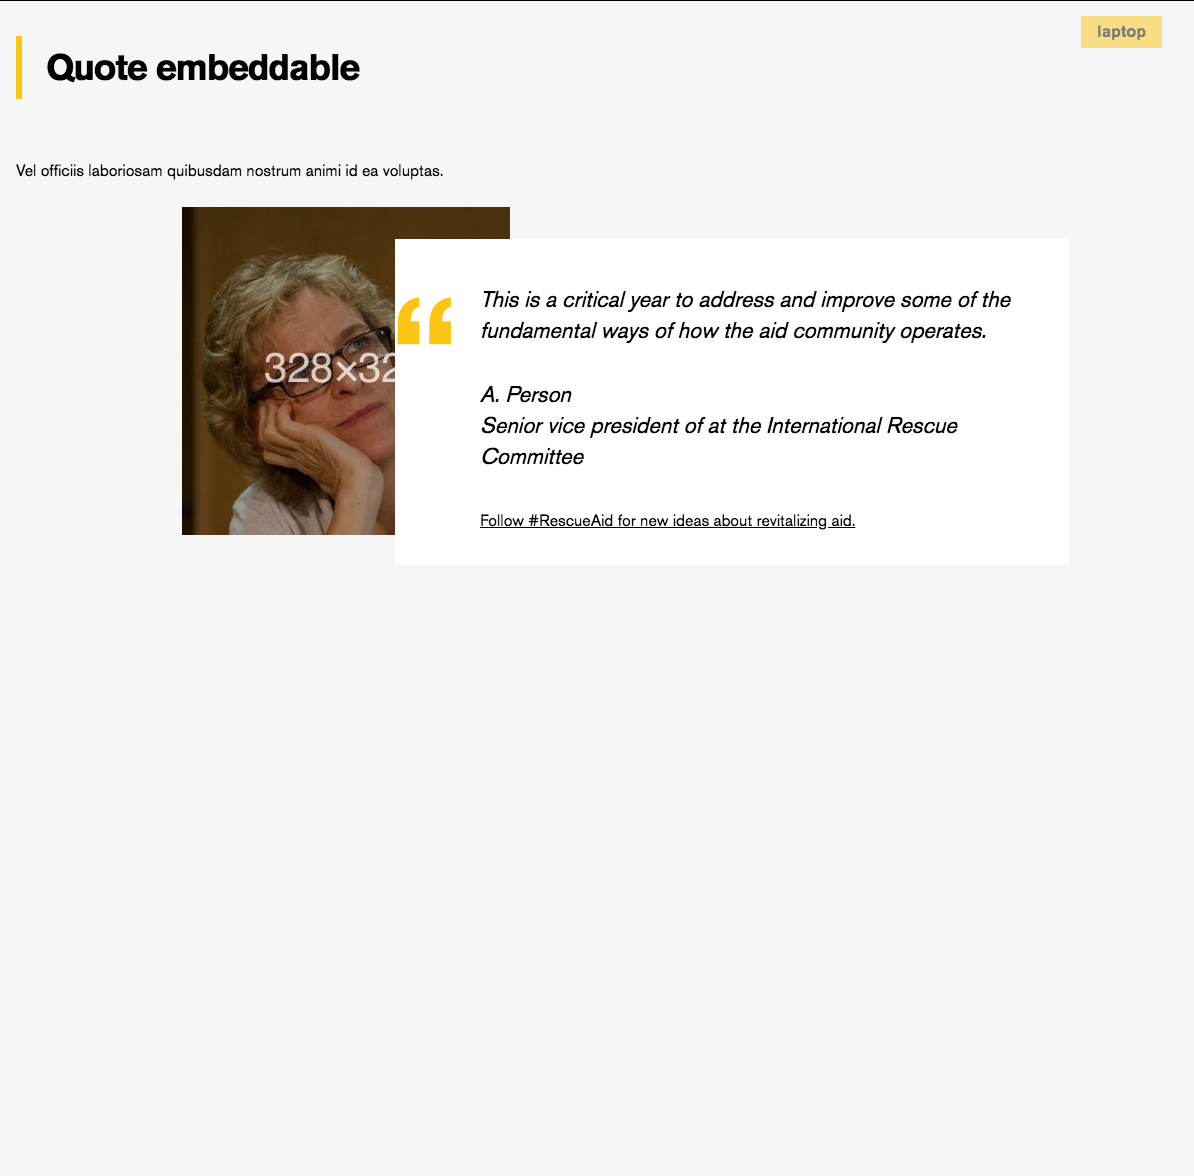 laptop
Quote embeddable
Vel officiis laboriosam quibusdam nostrum animi id ea voluptas.
328×32
“
This is a critical year to address and improve some of the
fundamental ways of how the aid community operates.
A. Person
Senior vice president of at the International Rescue
Committee
Follow #RescueAid for new ideas about revitalizing aid.